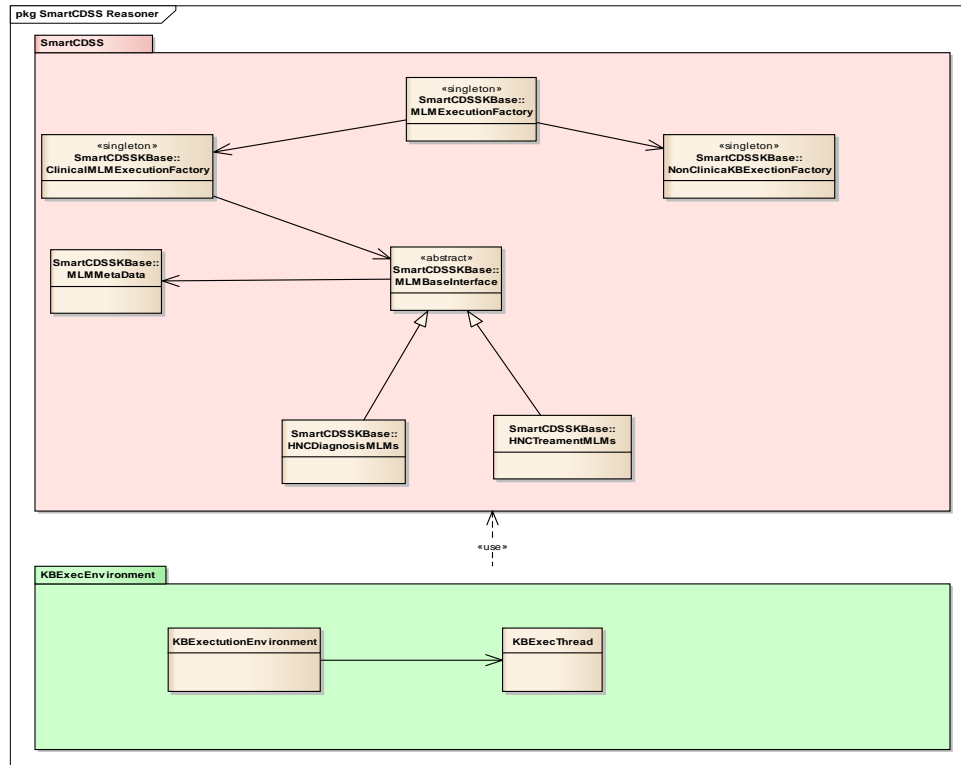 pkg SmartCDSS Reasoner
SmartCDSS
«singleton»
SmartCDSSKBase::
MLMExecutionFactory
«singleton»
SmartCDSSKBase::
ClinicalMLMExecutionFactory
«singleton»
SmartCDSSKBase::
NonClinicaKBExectionFactory
SmartCDSSKBase::
MLMMetaData
«abstract»
SmartCDSSKBase::
MLMBaseInterface
SmartCDSSKBase::
HNCDiagnosisMLMs
SmartCDSSKBase::
HNCTreamentMLMs
«use»
KBExecEnvironment
KBExectutionEnvironment
KBExecThread